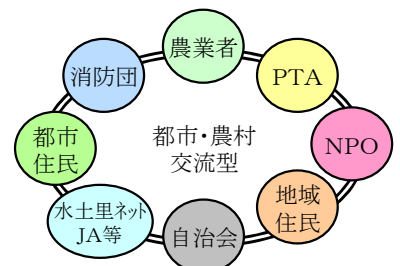 農業者
消防団
PTA
都市
住民
都市・農村
交流型
NPO
水土里ネット
JA等
自治会
地域
住民